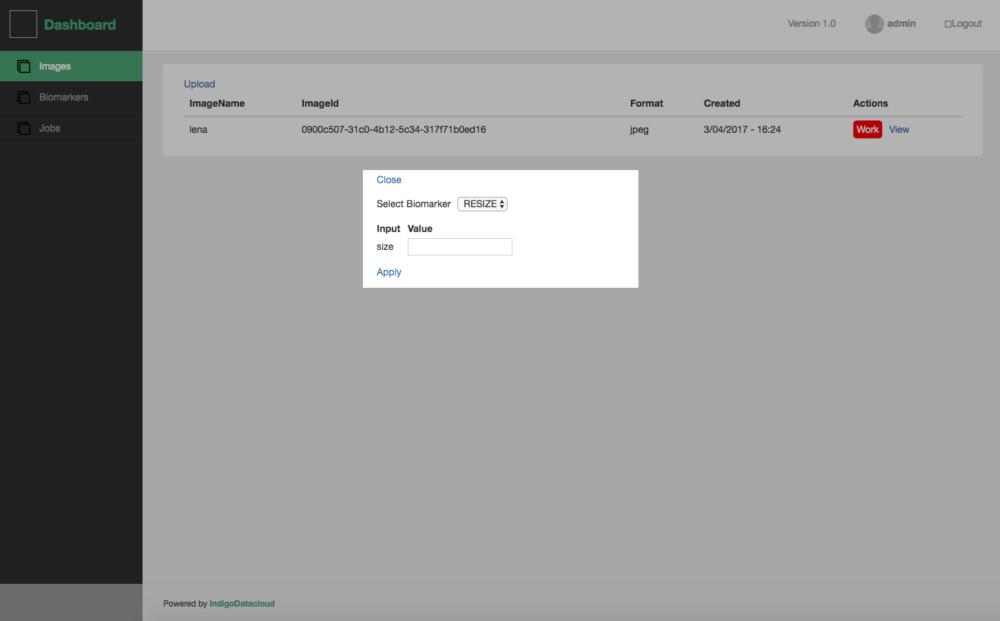 Dashboard
Version 1.0 admin Logout
Images
Biomarkers
Jobs
Upload
ImageName ImageId Format Created Actions
lena 0900c507-31c0-4b12-5c34-317f71b0ed16 jpeg 3/04/2017 - 16:24 Work View
Close
Select Biomarker RESIZE
Input Value
size
Apply
Powered by IndigoDatacloud